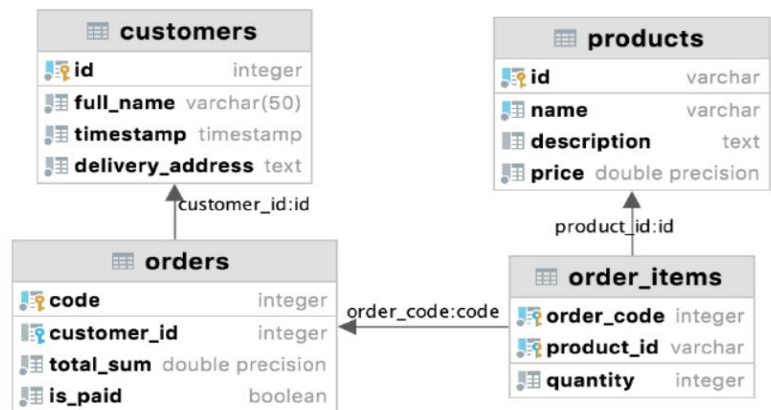 customers
id integer
full_name varchar(50)
timestamp timestamp
delivery_address text
products
id varchar
name varchar
description text
price double precision
customer_id:id
product_id:id
orders
code integer
customer_id integer
total_sum double precision
is_paid boolean
order_code:code
order_items
order_code integer
product_id varchar
quantity integer